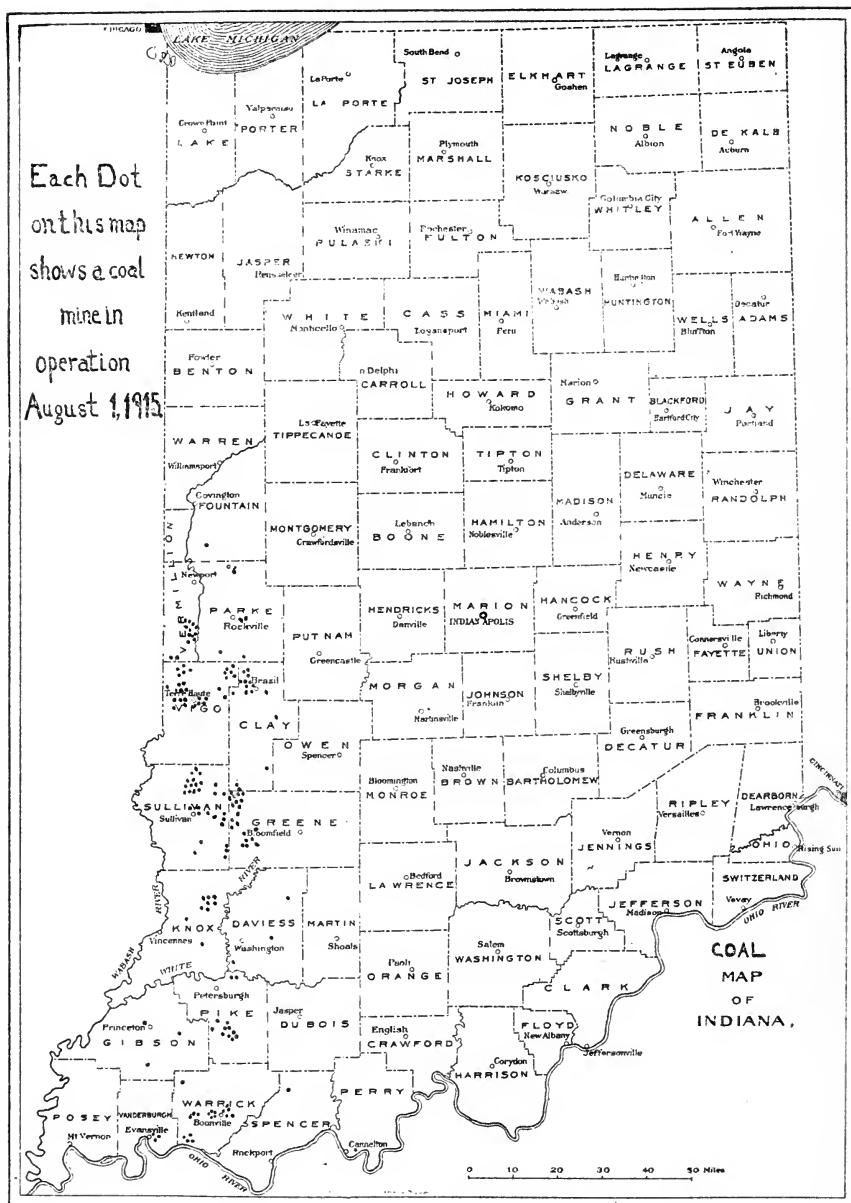 CHICAGO
LAKE MICHIGAN
South Bend
ST JOSEPH
La Porte
LA PORTE
ELKHART
Goshen
Lagrange
LAGRANGE
Angola
STEUBEN
Crown Point
LAKE
Valparaiso
PORTER
Knox
STARKE
Plymouth
MARSHALL
KOSCIUSKO
Warsaw
NOBLE
Albion
DE KALB
Auburn
Each Dot
on this map
shows a coal
mine in
operation
August 1, 1915.
Columbia City
WHITLEY
ALLEN
Fort Wayne
Winamac
PULASKI
Rochester
FULTON
NEWTON
Kentland
JASPER
Rensselaer
WHITE
Monticello
CASS
Logansport
MIAMI
Peru
WABASH
Wabash
Huntington
HUNTINGTON
WELLS
Bluffton
Decatur
ADAMS
Fowler
BENTON
Delphi
CARROLL
HOWARD
Kokomo
Marion
GRANT
BLACKFORD
Hartford City
JAY
Portland
WARREN
Williamsport
La Fayette
TIPPECANOE
CLINTON
Frankfort
TIPTON
Tipton
MADISON
Anderson
DELAWARE
Muncie
Winchester
RANDOLPH
Covington
FOUNTAIN
MONTGOMERY
Crawfordsville
Lebanon
BOONE
HAMILTON
Noblesville
HENRY
Newcastle
WAYNE
Richmond
VERMILLION
Newport
PARKE
Rockville
PUTNAM
Greencastle
HENDRICKS
Danville
MARION
INDIANAPOLIS
HANCOCK
Greenfield
RUSH
Rushville
Connersville
FAYETTE
Liberty
UNION
Terre Haute
VIGO
Brazil
CLAY
OWEN
Spencer
MORGAN
Martinsville
JOHNSON
Franklin
SHELBY
Shelbyville
Greensburgh
DECATUR
Brookville
FRANKLIN
SULLIVAN
Sullivan
GREENE
Bloomfield
Bloomington
MONROE
Nashville
BROWN
Columbus
BARTHOLOMEW
Vernon
JENNINGS
RIPLEY
Versailles
DEARBORN
Lawrenceburgh
CINCINNATI
OHIO
Rising Sun
SWITZERLAND
Vevay
OHIO RIVER
Bedford
LAWRENCE
JACKSON
Brownstown
JEFFERSON
Madison
SCOTT
Scottsburgh
KNOX
Vincennes
WABASH RIVER
WHITE RIVER
DAVIESS
Washington
MARTIN
Shoals
Paoli
ORANGE
Salem
WASHINGTON
CLARK
COAL
MAP
OF
INDIANA,
Petersburgh
PIKE
Princeton
GIBSON
Jasper
DUBOIS
English
CRAWFORD
FLOYD
New Albany
Jeffersonville
Corydon
HARRISON
POSEY
Mt Vernon
VANDERBURGH
Evansville
WARRICK
Boonville
SPENCER
Rockport
PERRY
Cannelton
OHIO RIVER
0 10 20 30 40 50 Miles